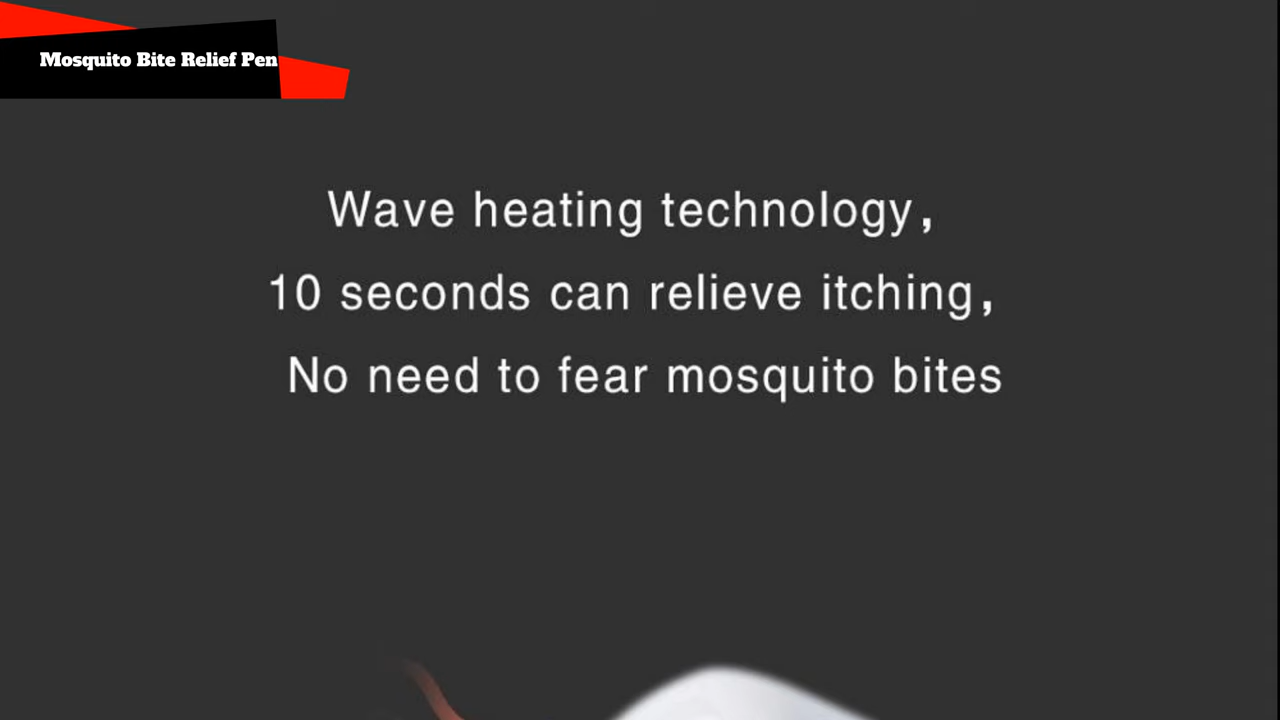 Mosquito Bite Relief Pen
Wave heating technology,
10 seconds can relieve itching,
No need to fear mosquito bites